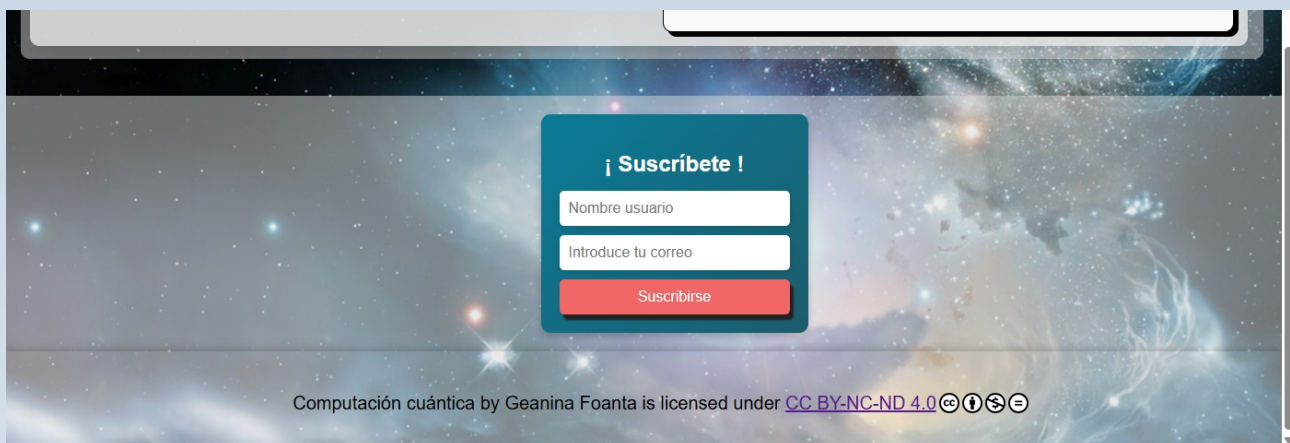 ¡ Suscríbete !
Nombre usuario
Introduce tu correo
Suscribirse
Computación cuántica by Geanina Foanta is licensed under CC BY-NC-ND 4.0